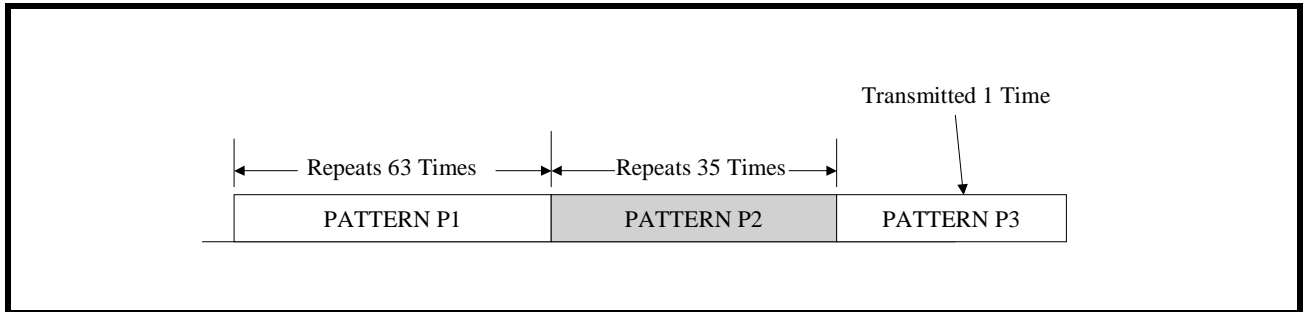 Transmitted 1 Time
Repeats 63 Times
Repeats 35 Times
PATTERN P1
PATTERN P2
PATTERN P3